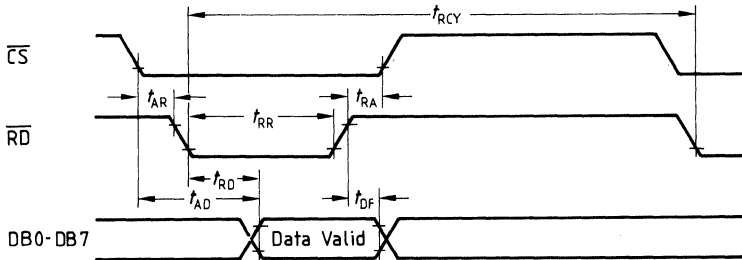 tRCY
CS
tAR
tRA
tRR
RD
tRD
tAD
tDF
DB0-DB7
Data Valid